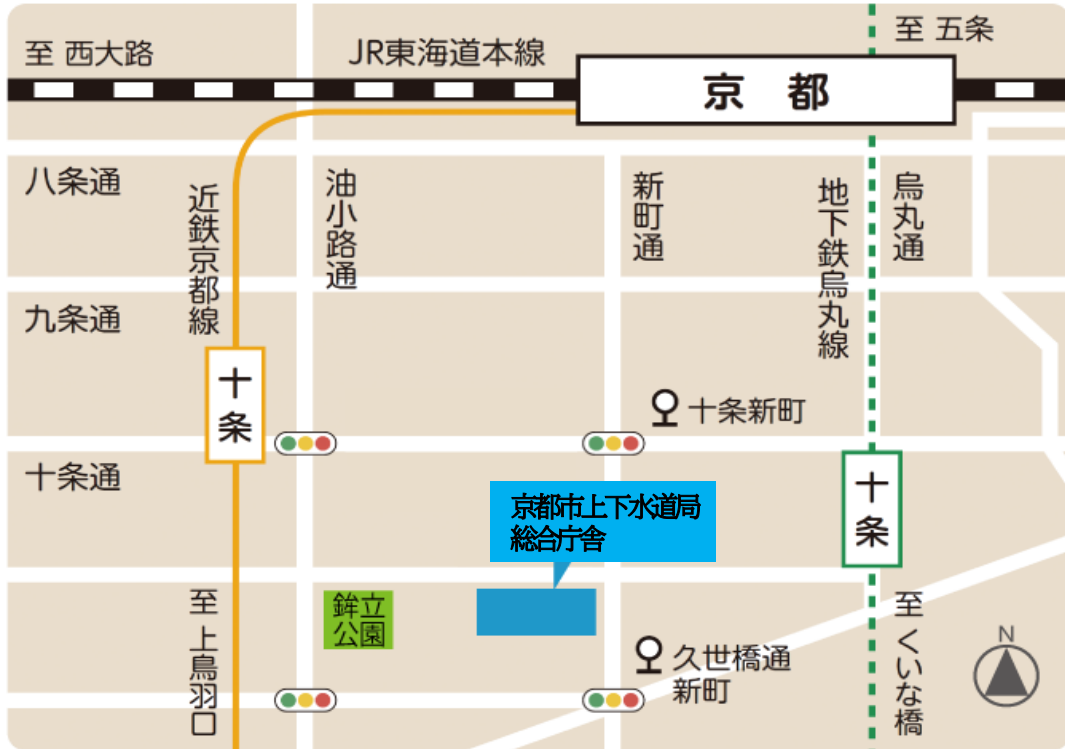 至 西大路
JR東海道本線
至 五条
京 都
八条通
近鉄京都線
油小路通
新町通
地下鉄烏丸線
烏丸通
九条通
十条
十条新町
十条通
京都市上下水道局
総合庁舎
十条
鉾立
公園
至 上鳥羽口
久世橋通
新町
至 くいな橋
N